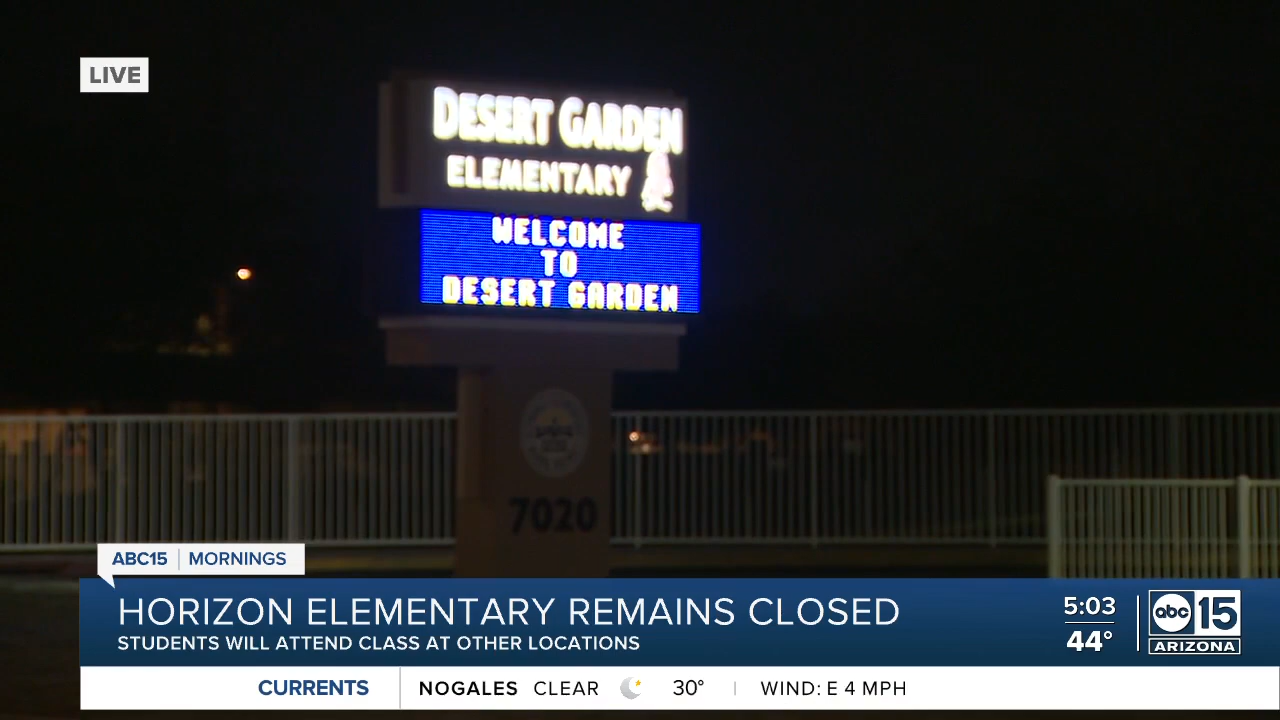 LIVE
DESERT GARDEN
ELEMENTARY
WELCOME
TO
DESERT GARDEN
7020
ABC15 MORNINGS
HORIZON ELEMENTARY REMAINS CLOSED
STUDENTS WILL ATTEND CLASS AT OTHER LOCATIONS
5:03
44°
abc 15
ARIZONA
CURRENTS NOGALES CLEAR 30° WIND: E 4 MPH